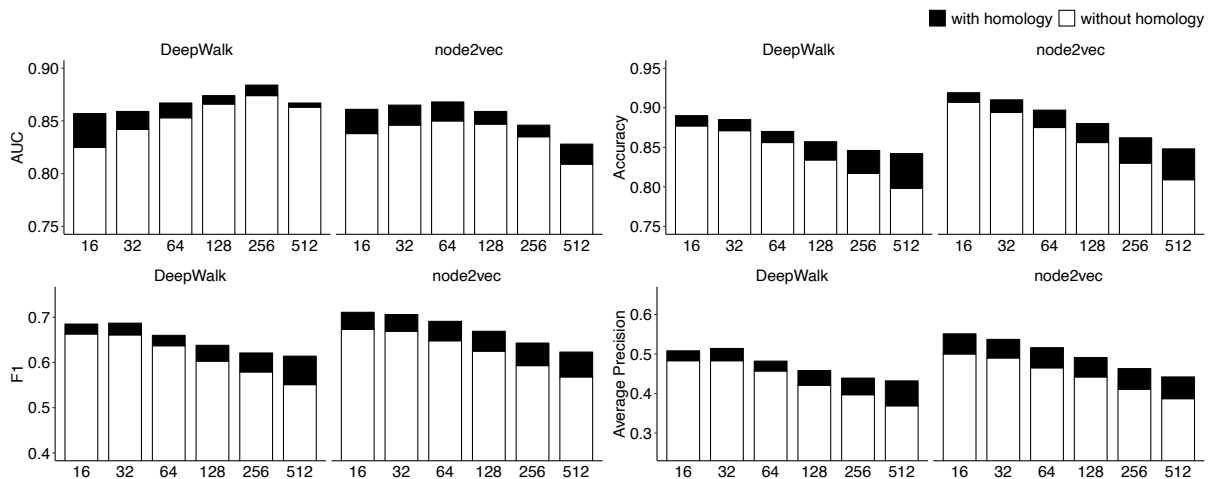 with homology without homology
DeepWalk node2vec
0.90
0.85
0.80
0.75
AUC
16 32 64 128 256 512 16 32 64 128 256 512
DeepWalk node2vec
0.95
0.90
0.85
0.80
0.75
Accuracy
16 32 64 128 256 512 16 32 64 128 256 512
DeepWalk node2vec
0.7
0.6
0.5
0.4
F1
16 32 64 128 256 512 16 32 64 128 256 512
DeepWalk node2vec
0.6
0.5
0.4
0.3
Average Precision
16 32 64 128 256 512 16 32 64 128 256 512